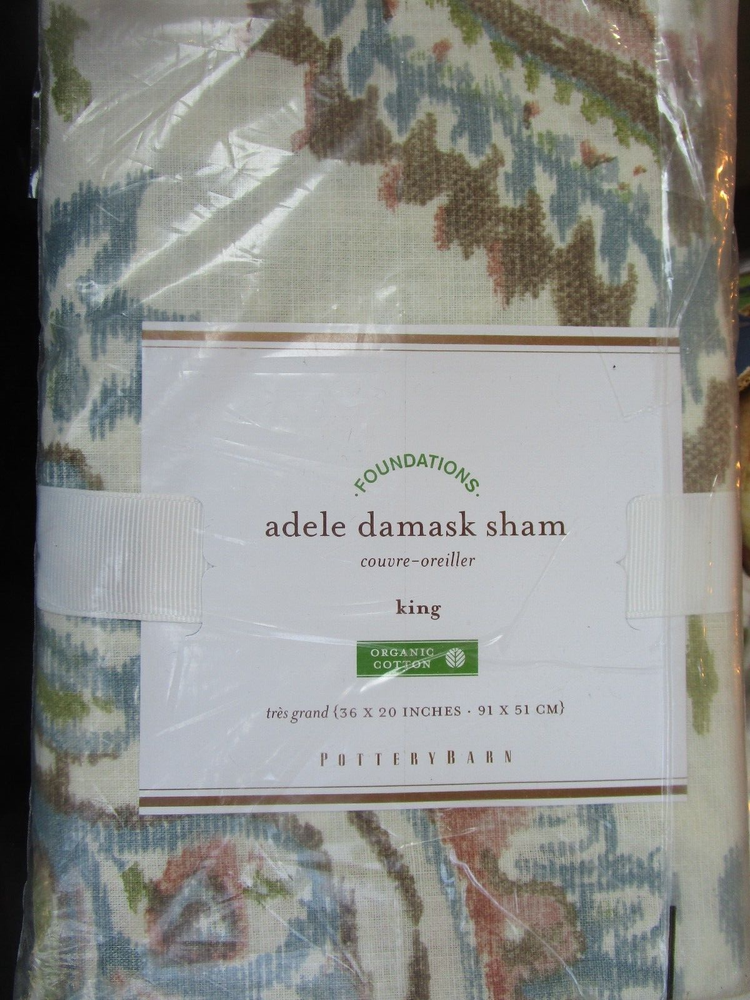 ·FOUNDATIONS·
adele damask sham
couvre-oreiller
king
ORGANIC
COTTON
très grand {36 X 20 INCHES · 91 X 51 CM}
POTTERYBARN